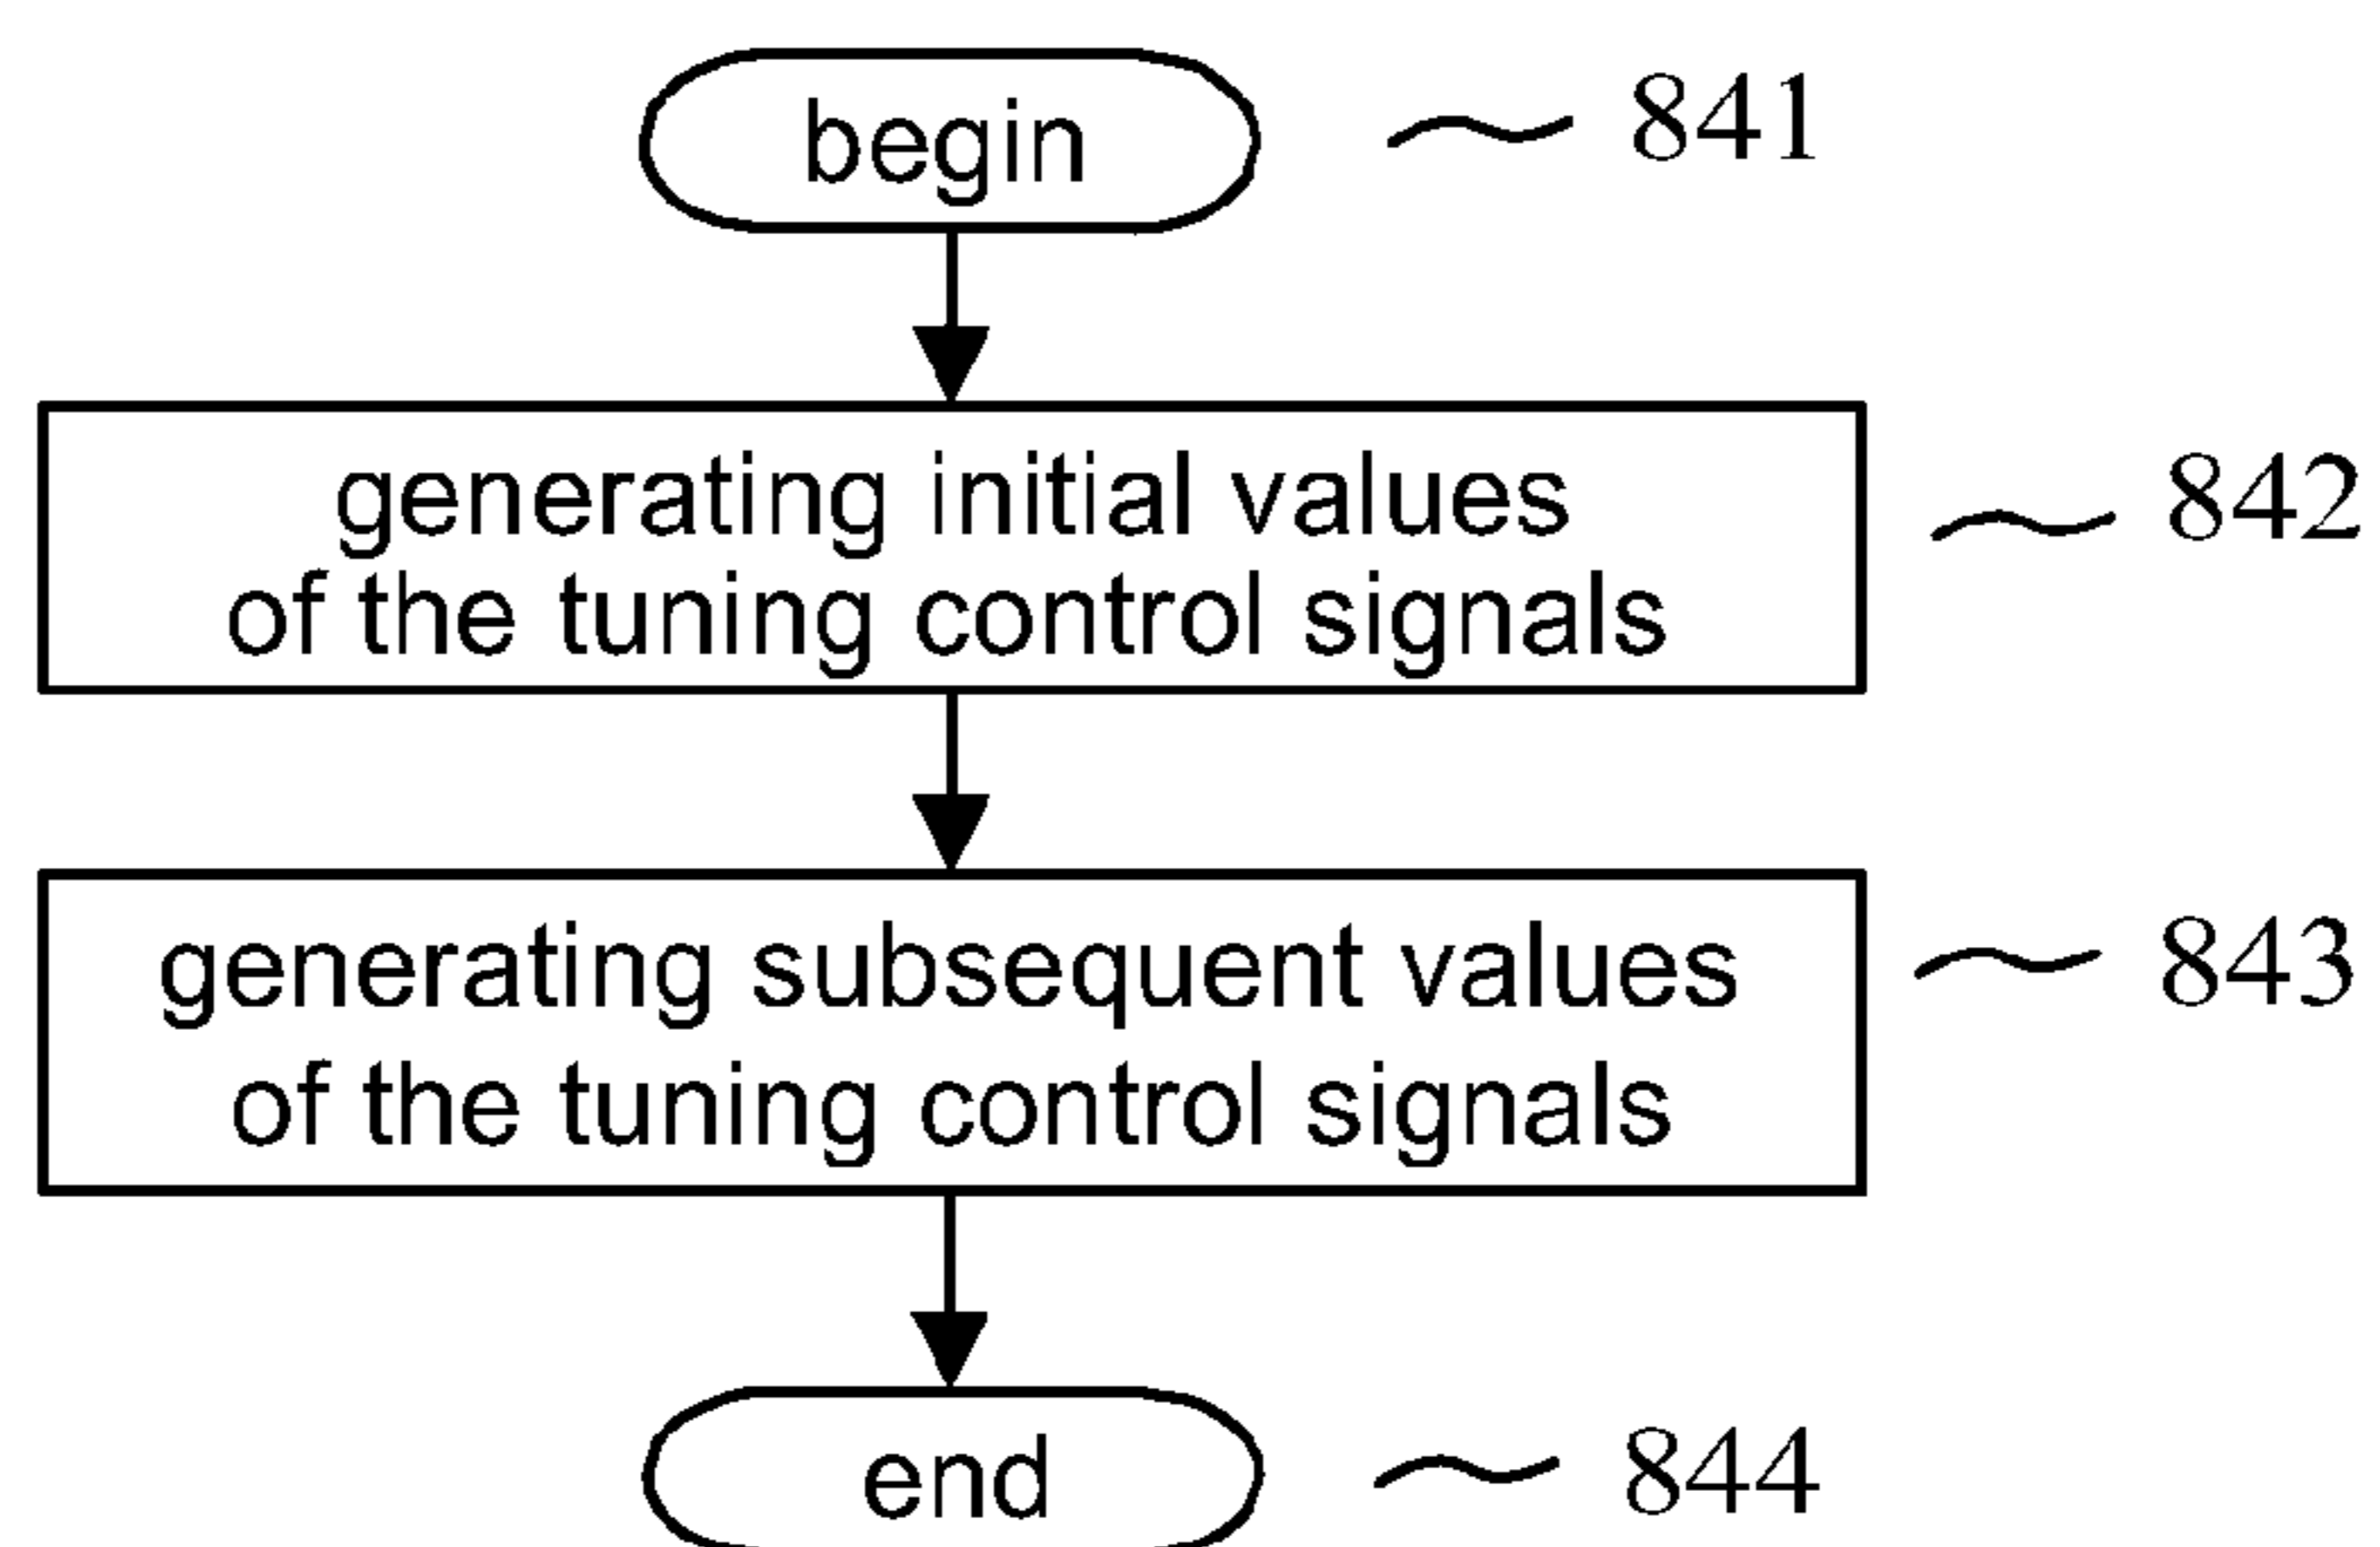 begin
841
generating initial values
of the tuning control signals
842
generating subsequent values
of the tuning control signals
843
end
844